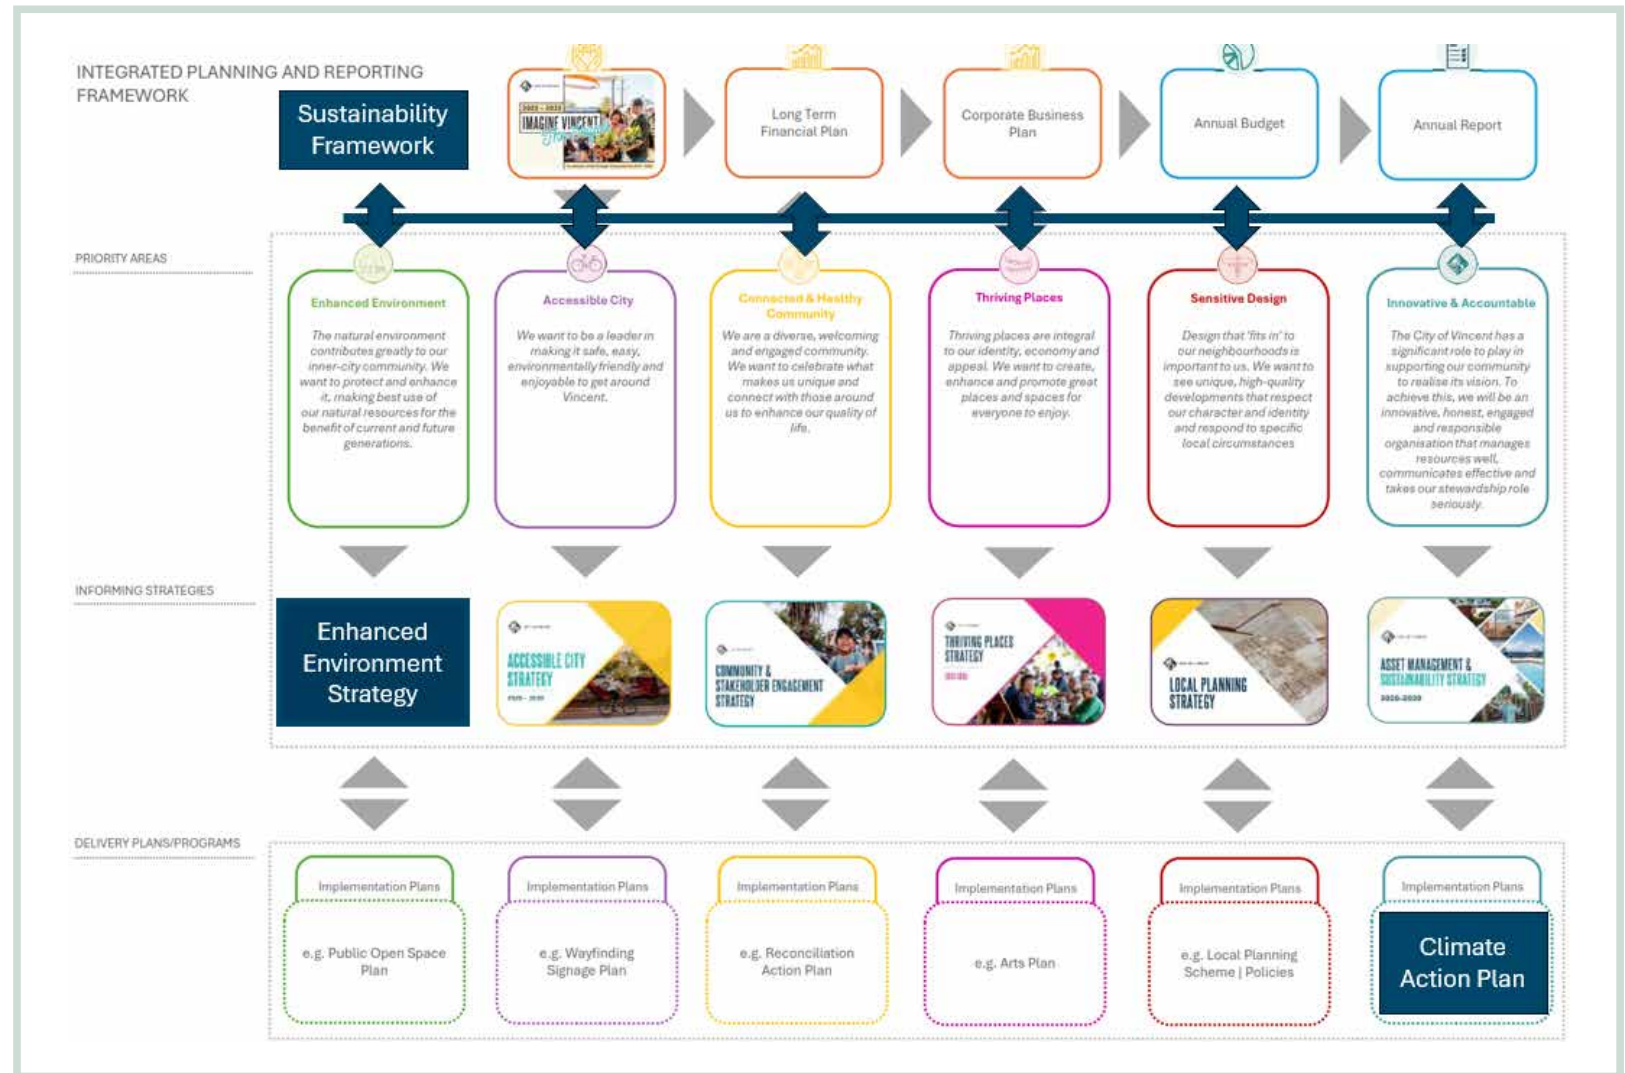 INTEGRATED PLANNING AND REPORTING
FRAMEWORK
Sustainability
Framework
IMAGINE VINCENT
Long Term
Financial Plan
Corporate Business
Plan
Annual Budget
Annual Report
PRIORITY AREAS
Enhanced Environment
The natural environment
contributes greatly to our
inner-city community. We
want to protect and enhance
it, making best use of
our natural resources for the
benefit of current and future
generations.
Accessible City
We want to be a leader in
making it safe, easy,
environmentally friendly and
enjoyable to get around
Vincent.
Connected & Healthy
Community
We are a diverse, welcoming
and engaged community.
We want to celebrate what
makes us unique and
connect with those around
us to enhance our quality of
life.
Thriving Places
Thriving places are integral
to our identity, economy and
appeal. We want to create,
enhance and promote great
places and spaces for
everyone to enjoy.
Sensitive Design
Design that 'fits in' to
our neighbourhoods is
important to us. We want to
see unique, high-quality
developments that respect
our character and identity
and respond to specific
local circumstances
Innovative & Accountable
The City of Vincent has a
significant role to play in
supporting our community
to realise its vision. To
achieve this, we will be an
innovative, honest, engaged
and responsible
organisation that manages
resources well,
communicates effective and
takes our stewardship role
seriously.
INFORMING STRATEGIES
Enhanced
Environment
Strategy
ACCESSIBLE CITY
STRATEGY
COMMUNITY &
STAKEHOLDER ENGAGEMENT
STRATEGY
THRIVING PLACES
STRATEGY
LOCAL PLANNING
STRATEGY
ASSET MANAGEMENT &
SUSTAINABILITY STRATEGY
DELIVERY PLANS/PROGRAMS
Implementation Plans
e.g. Public Open Space
Plan
Implementation Plans
e.g. Wayfinding
Signage Plan
Implementation Plans
e.g. Reconciliation
Action Plan
Implementation Plans
e.g. Arts Plan
Implementation Plans
e.g. Local Planning
Scheme | Policies
Implementation Plans
Climate
Action Plan